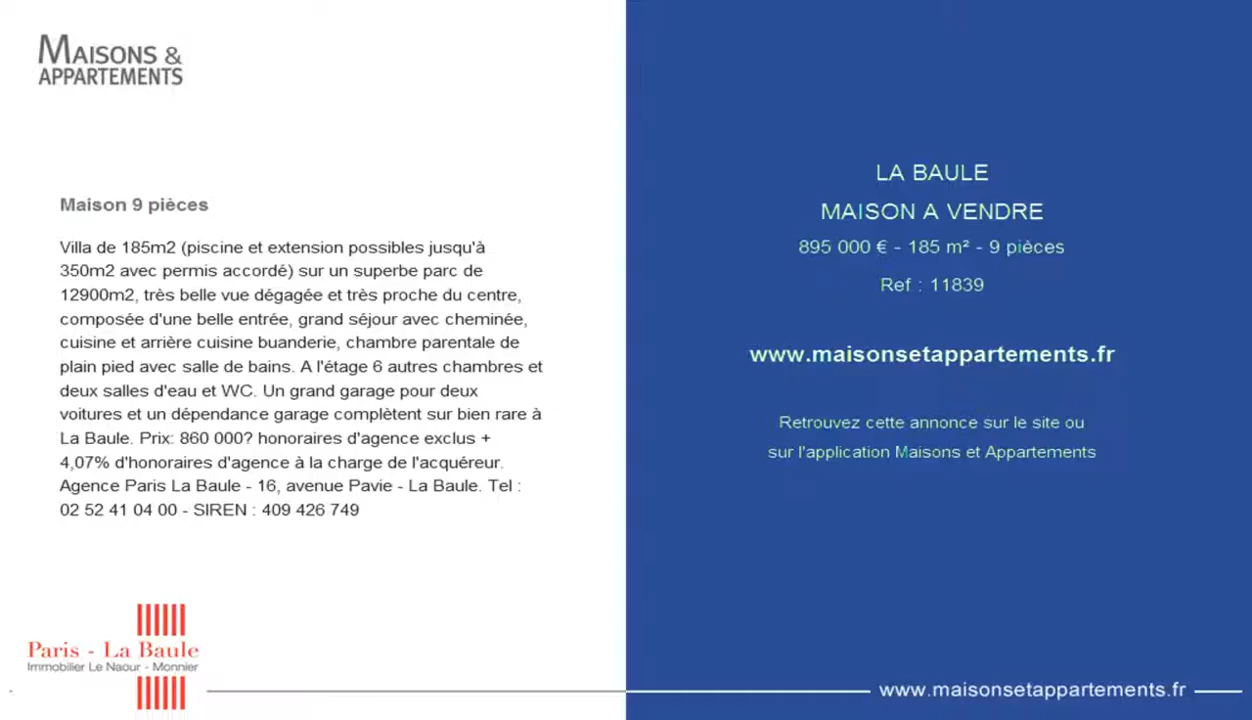 MAISONS &
APPARTEMENTS
Maison 9 pièces
Villa de 185m2 (piscine et extension possibles jusqu'à
350m2 avec permis accordé) sur un superbe parc de
12900m2, très belle vue dégagée et très proche du centre,
composée d'une belle entrée, grand séjour avec cheminée,
cuisine et arrière cuisine buanderie, chambre parentale de
plain pied avec salle de bains. A l'étage 6 autres chambres et
deux salles d'eau et WC. Un grand garage pour deux
voitures et un dépendance garage complètent sur bien rare à
La Baule. Prix: 860 000? honoraires d'agence exclus +
4,07% d'honoraires d'agence à la charge de l'acquéreur.
Agence Paris La Baule - 16, avenue Pavie - La Baule. Tel :
02 52 41 04 00 - SIREN : 409 426 749
Paris - La Baule
Immobilier Le Naour - Monnier
LA BAULE
MAISON A VENDRE
895 000 € - 185 m² - 9 pièces
Ref : 11839
www.maisonsetappartements.fr
Retrouvez cette annonce sur le site ou
sur l'application Maisons et Appartements
www.maisonsetappartements.fr